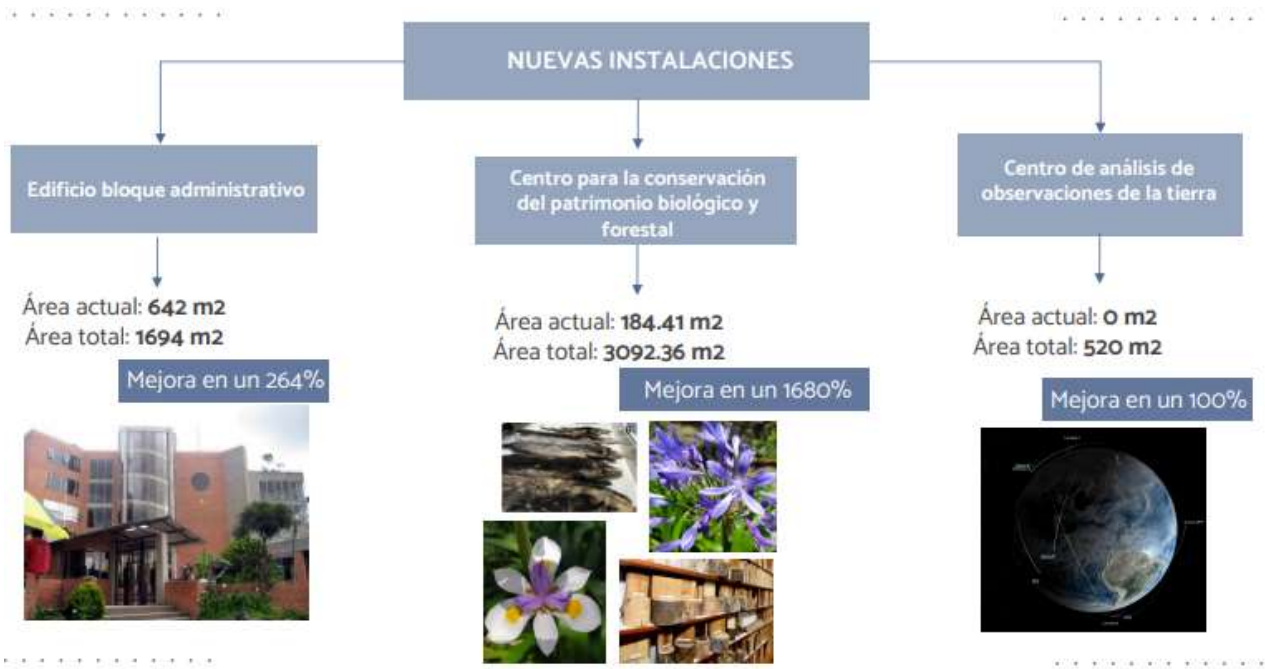 NUEVAS INSTALACIONES
Edificio bloque administrativo
Área actual: 642 m2
Área total: 1694 m2
Mejora en un 264%
Centro para la conservación
del patrimonio biológico y
forestal
Área actual: 184.41 m2
Área total: 3092.36 m2
Mejora en un 1680%
Centro de análisis de
observaciones de la tierra
Área actual: 0 m2
Área total: 520 m2
Mejora en un 100%